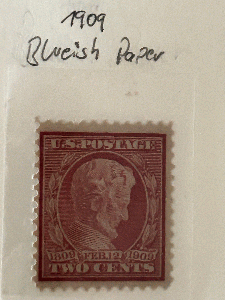 1909
Blueish Paper
U.S. POSTAGE
1809 FEB. 12 1909
TWO CENTS